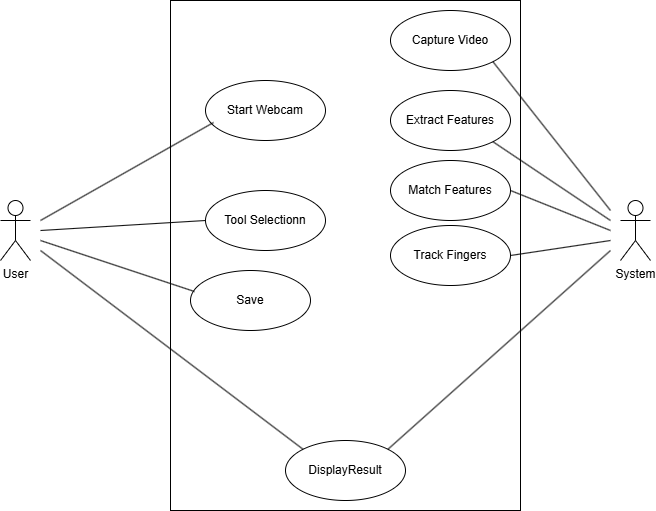 Capture Video
Start Webcam
Extract Features
Match Features
Tool Selectionn
Track Fingers
User
System
Save
DisplayResult